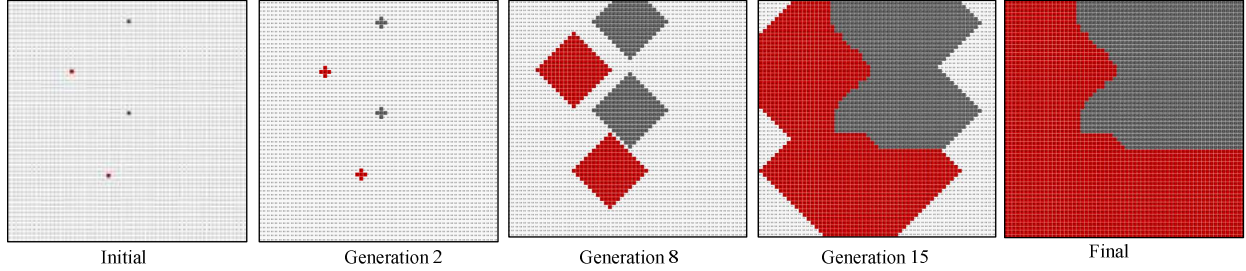 Initial
Generation 2
Generation 8
Generation 15
Final